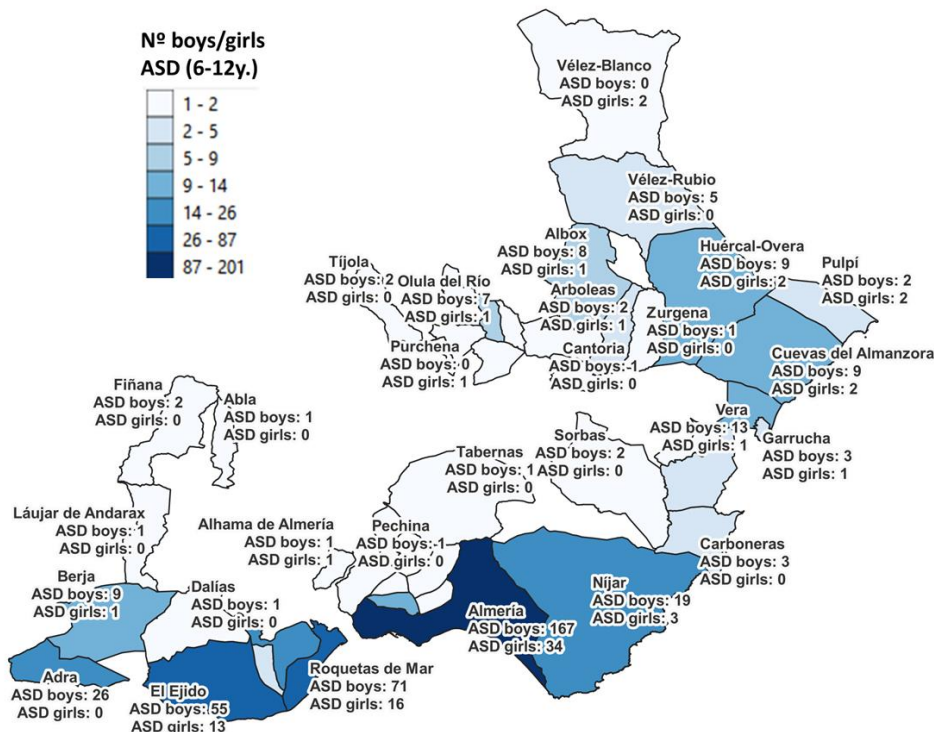 Nº boys/girls
ASD (6-12y.)
1 - 2
2 - 5
5 - 9
9 - 14
14 - 26
26 - 87
87 - 201
Vélez-Blanco
ASD boys: 0
ASD girls: 2
Vélez-Rubio
ASD boys: 5
ASD girls: 0
Albox
ASD boys: 8
ASD girls: 1
Huércal-Overa
ASD boys: 9
ASD girls: 2
Pulpí
ASD boys: 2
ASD girls: 2
Tíjola
ASD boys: 2
ASD girls: 0
Olula del Río
ASD boys: 7
ASD girls: 1
Arboleas
ASD boys: 2
ASD girls: 1
Zurgena
ASD boys: 1
ASD girls: 0
Purchena
ASD boys: 0
ASD girls: 1
Cantoria
ASD boys: 1
ASD girls: 0
Cuevas del Almanzora
ASD boys: 9
ASD girls: 2
Fiñana
ASD boys: 2
ASD girls: 0
Abla
ASD boys: 1
ASD girls: 0
Vera
ASD boys: 13
ASD girls: 1
Garrucha
ASD boys: 3
ASD girls: 1
Tabernas
ASD boys: 1
ASD girls: 0
Sorbas
ASD boys: 2
ASD girls: 0
Láujar de Andarax
ASD boys: 1
ASD girls: 0
Alhama de Almería
ASD boys: 1
ASD girls: 1
Pechina
ASD boys: 1
ASD girls: 0
Carboneras
ASD boys: 3
ASD girls: 0
Berja
ASD boys: 9
ASD girls: 1
Dalías
ASD boys: 1
ASD girls: 0
Níjar
ASD boys: 19
ASD girls: 3
Almería
ASD boys: 167
ASD girls: 34
Adra
ASD boys: 26
ASD girls: 0
El Ejido
ASD boys: 55
ASD girls: 13
Roquetas de Mar
ASD boys: 71
ASD girls: 16